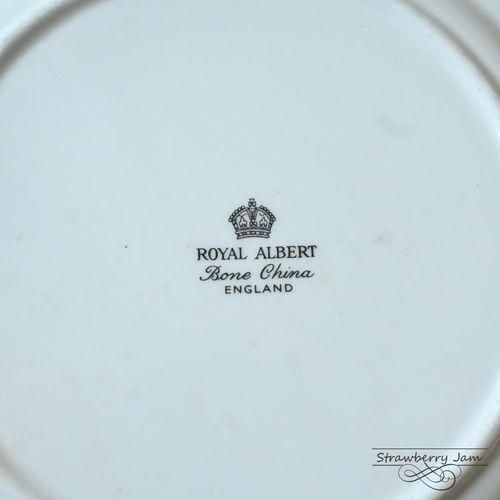 ROYAL ALBERT
Bone China
ENGLAND
Strawberry Jam